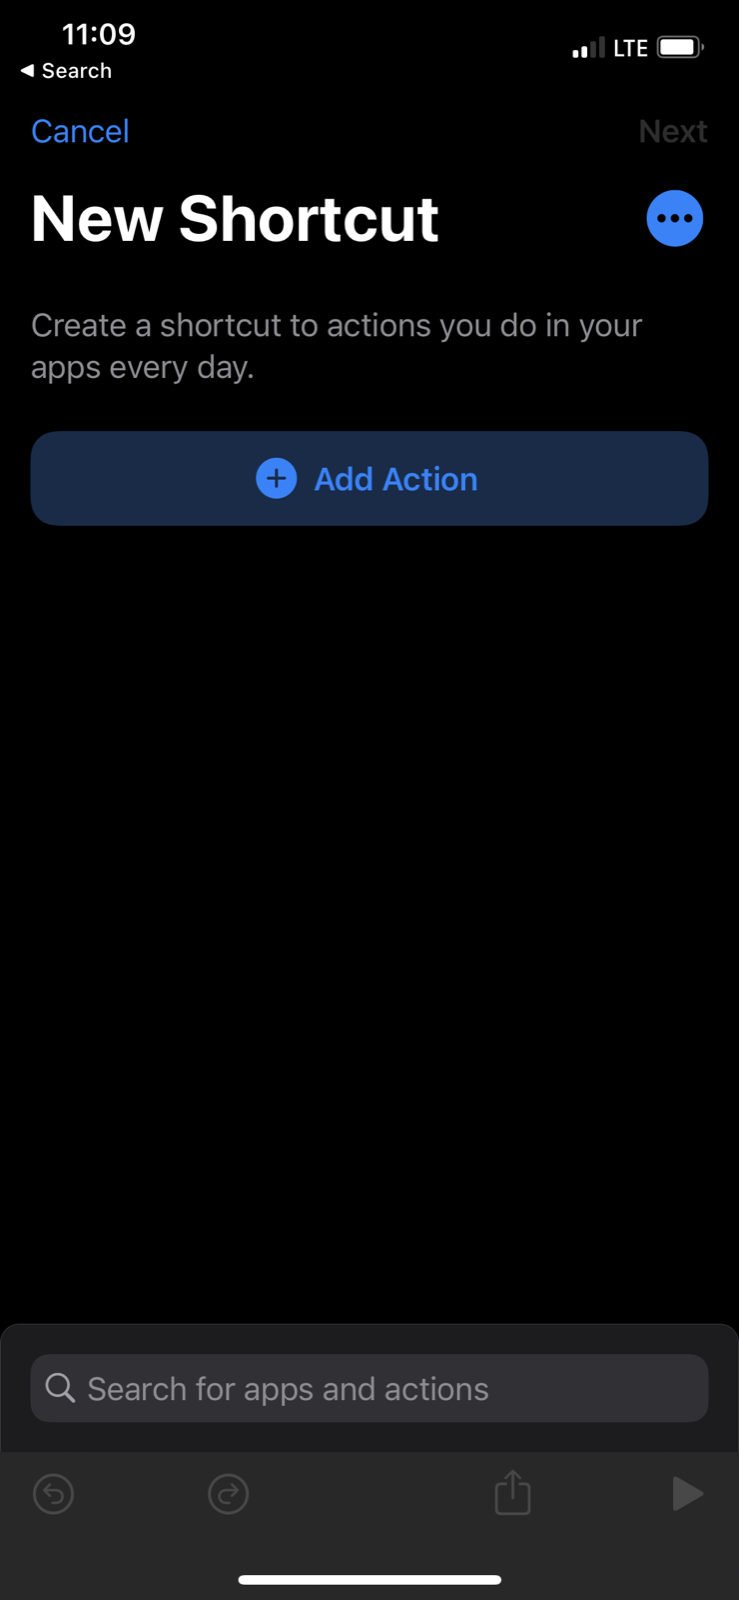 11:09
LTE
Search
Cancel
Next
New Shortcut
Create a shortcut to actions you do in your
apps every day.
Add Action
Search for apps and actions